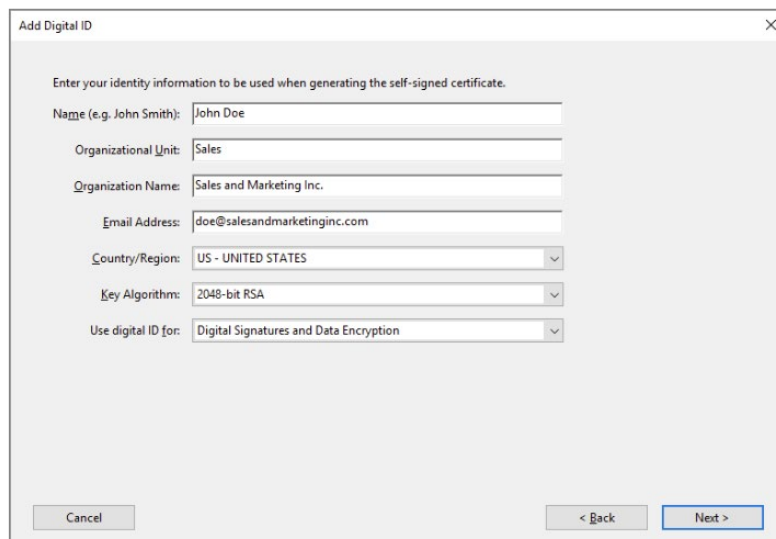 Add Digital ID
Enter your identity information to be used when generating the self-signed certificate.
Name (e.g. John Smith): John Doe
Organizational Unit: Sales
Organization Name: Sales and Marketing Inc.
Email Address: doe@salesandmarketinginc.com
Country/Region: US - UNITED STATES
Key Algorithm: 2048-bit RSA
Use digital ID for: Digital Signatures and Data Encryption
Cancel < Back Next >